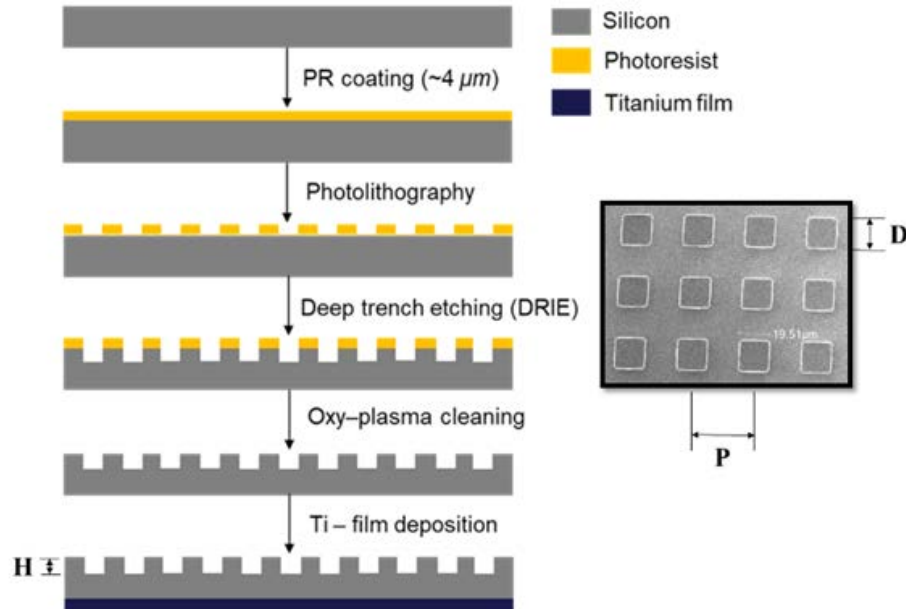 Silicon
PR coating (~4 μm)
Photoresist
Titanium film
Photolithography
D
Deep trench etching (DRIE)
19.51μm
Oxy–plasma cleaning
P
Ti – film deposition
H